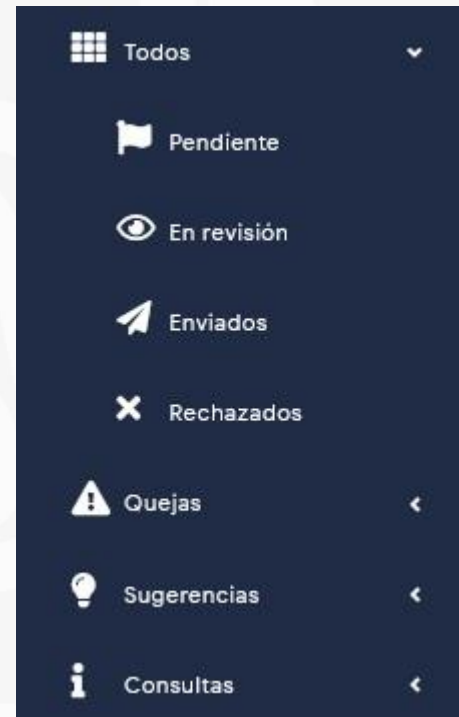 Todos
Pendiente
En revisión
Enviados
Rechazados
Quejas
Sugerencias
Consultas